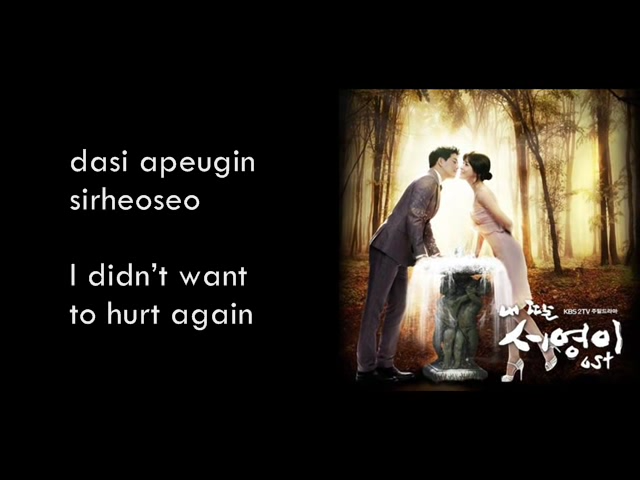 dasi apeugin
sirheoseo
I didn't want
to hurt again
내 딸 KBS 2TV 주말드라마
서영이
OST